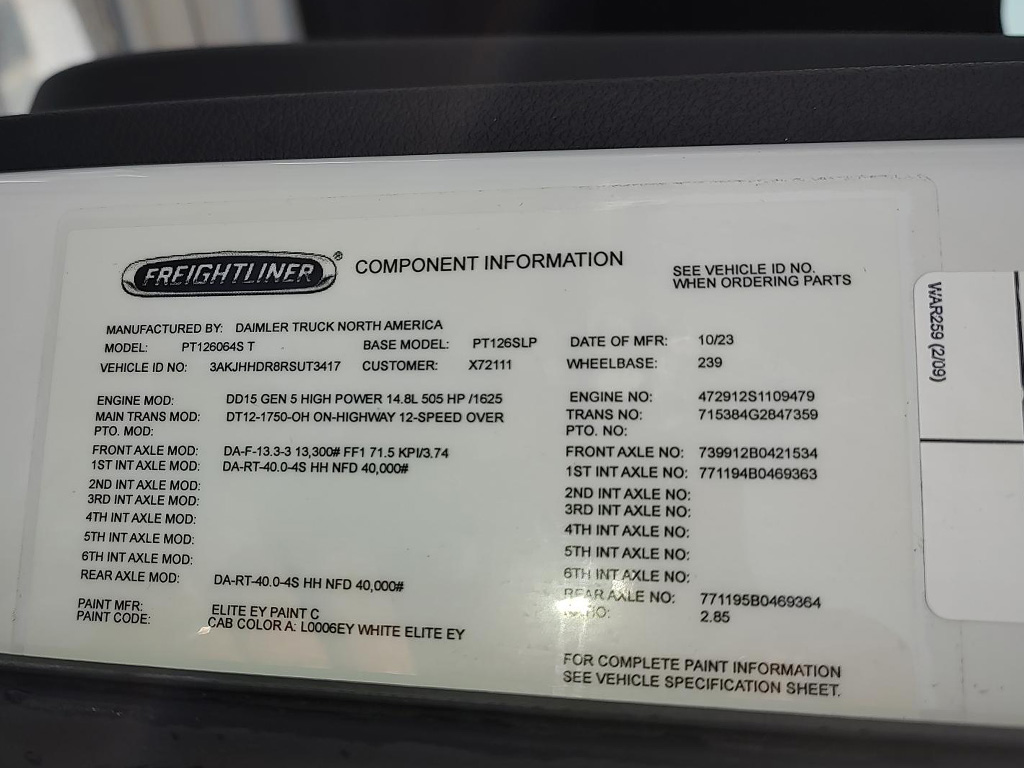 FREIGHTLINER® COMPONENT INFORMATION
SEE VEHICLE ID NO.
WHEN ORDERING PARTS
MANUFACTURED BY: DAIMLER TRUCK NORTH AMERICA
MODEL: PT126064S T BASE MODEL: PT126SLP DATE OF MFR: 10/23
VEHICLE ID NO: 3AKJHHDR8RSUT3417 CUSTOMER: X72111 WHEELBASE: 239
ENGINE MOD: DD15 GEN 5 HIGH POWER 14.8L 505 HP /1625 ENGINE NO: 472912S1109479
MAIN TRANS MOD: DT12-1750-OH ON-HIGHWAY 12-SPEED OVER TRANS NO: 715384G2847359
PTO. MOD: PTO. NO:
FRONT AXLE MOD: DA-F-13.3-3 13,300# FF1 71.5 KPI/3.74 FRONT AXLE NO: 739912B0421534
1ST INT AXLE MOD: DA-RT-40.0-4S HH NFD 40,000# 1ST INT AXLE NO: 771194B0469363
2ND INT AXLE MOD: 2ND INT AXLE NO:
3RD INT AXLE MOD: 3RD INT AXLE NO:
4TH INT AXLE MOD: 4TH INT AXLE NO:
5TH INT AXLE MOD: 5TH INT AXLE NO:
6TH INT AXLE MOD: 6TH INT AXLE NO:
REAR AXLE MOD: DA-RT-40.0-4S HH NFD 40,000# REAR AXLE NO: 771195B0469364
2.85
PAINT MFR: ELITE EY PAINT C
PAINT CODE: CAB COLOR A: L0006EY WHITE ELITE EY
FOR COMPLETE PAINT INFORMATION
SEE VEHICLE SPECIFICATION SHEET.
WAR259 (2/09)